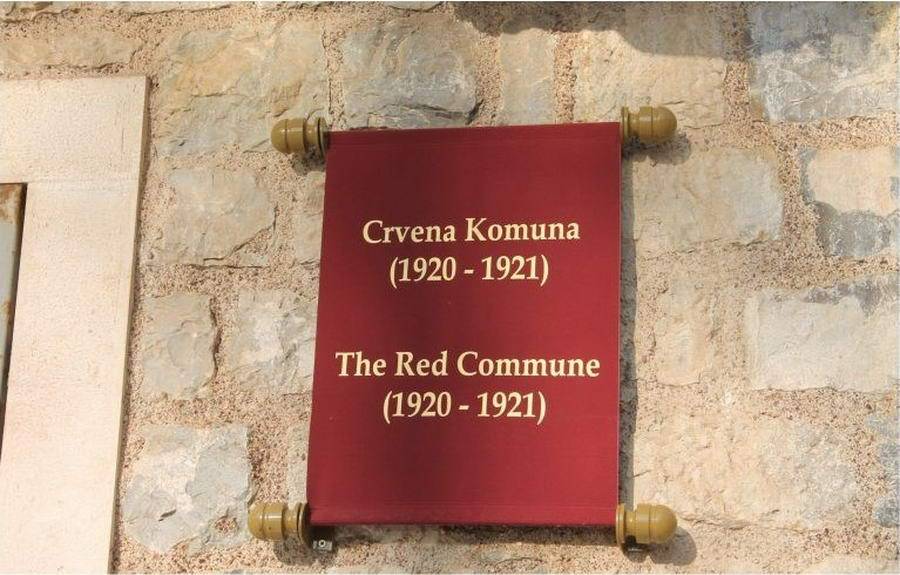 Crvena Komuna
(1920 - 1921)
The Red Commune
(1920 - 1921)